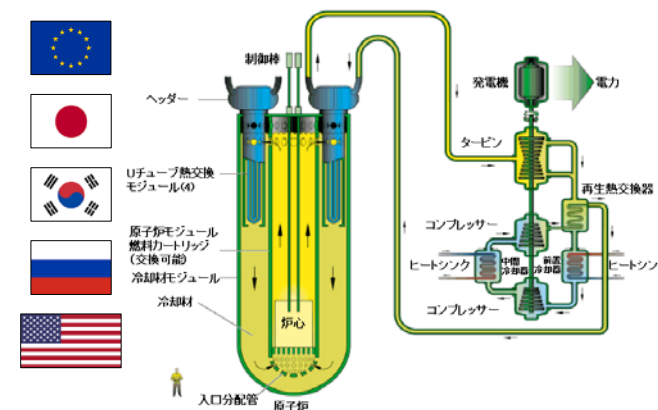 制御棒
ヘッダー
Uチューブ熱交換
モジュール(4)
原子炉モジュール
燃料カートリッジ
(交換可能)
冷却材モジュール
冷却材
炉心
入口分配管
原子炉
発電機
電力
タービン
再生熱交換器
コンプレッサー
ヒートシンク
中間
冷却器
前置
冷却器
ヒートシン
コンプレッサー